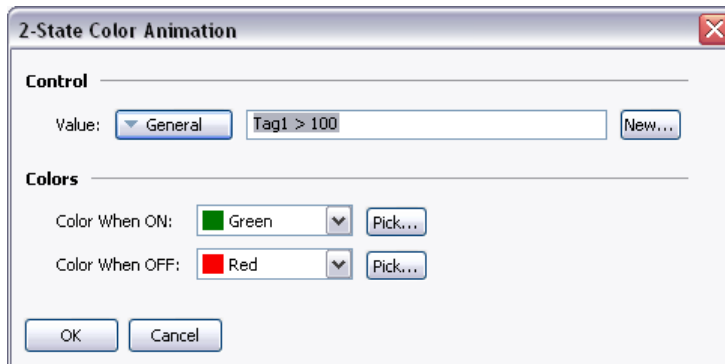 2-State Color Animation
Control
Value: General Tag1 > 100 New...
Colors
Color When ON: Green Pick...
Color When OFF: Red Pick...
OK Cancel